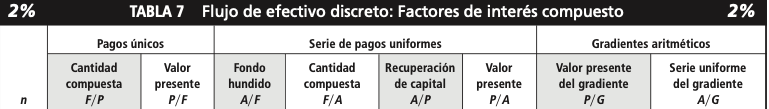 2% TABLA 7 Flujo de efectivo discreto: Factores de interés compuesto 2%
Pagos únicos Serie de pagos uniformes Gradientes aritméticos
Cantidad Valor Fondo Cantidad Recuperación Valor Valor presente Serie uniforme
compuesta presente hundido compuesta de capital presente del gradiente del gradiente
n F/P P/F A/F F/A A/P P/A P/G A/G